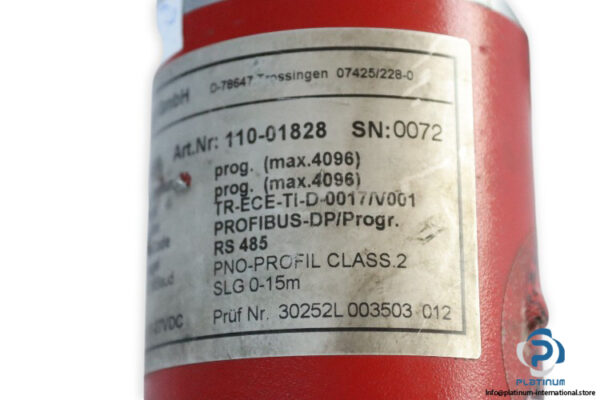 GmbH D-78647 Trossingen 07425/228-0
Art.Nr: 110-01828 SN:0072
prog. (max.4096)
prog. (max.4096)
TR-ECE-TI-D-0017/V001
PROFIBUS-DP/Progr.
RS 485
PNO-PROFIL CLASS.2
SLG 0-15m
Prüf Nr. 30252L 003503 012
PLATINUM
info@platinum-international.store